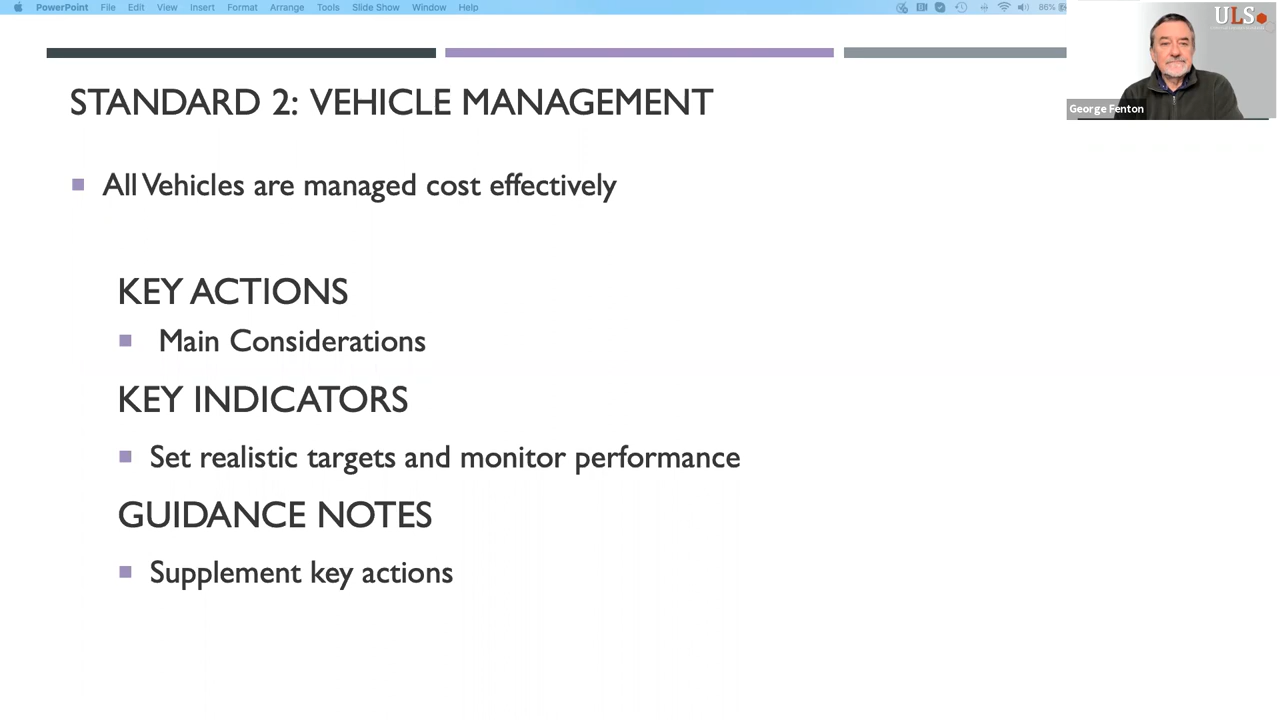 PowerPoint File Edit View Insert Format Arrange Tools Slide Show Window Help 86%
ULS
George Fenton
STANDARD 2: VEHICLE MANAGEMENT
All Vehicles are managed cost effectively
KEY ACTIONS
Main Considerations
KEY INDICATORS
Set realistic targets and monitor performance
GUIDANCE NOTES
Supplement key actions